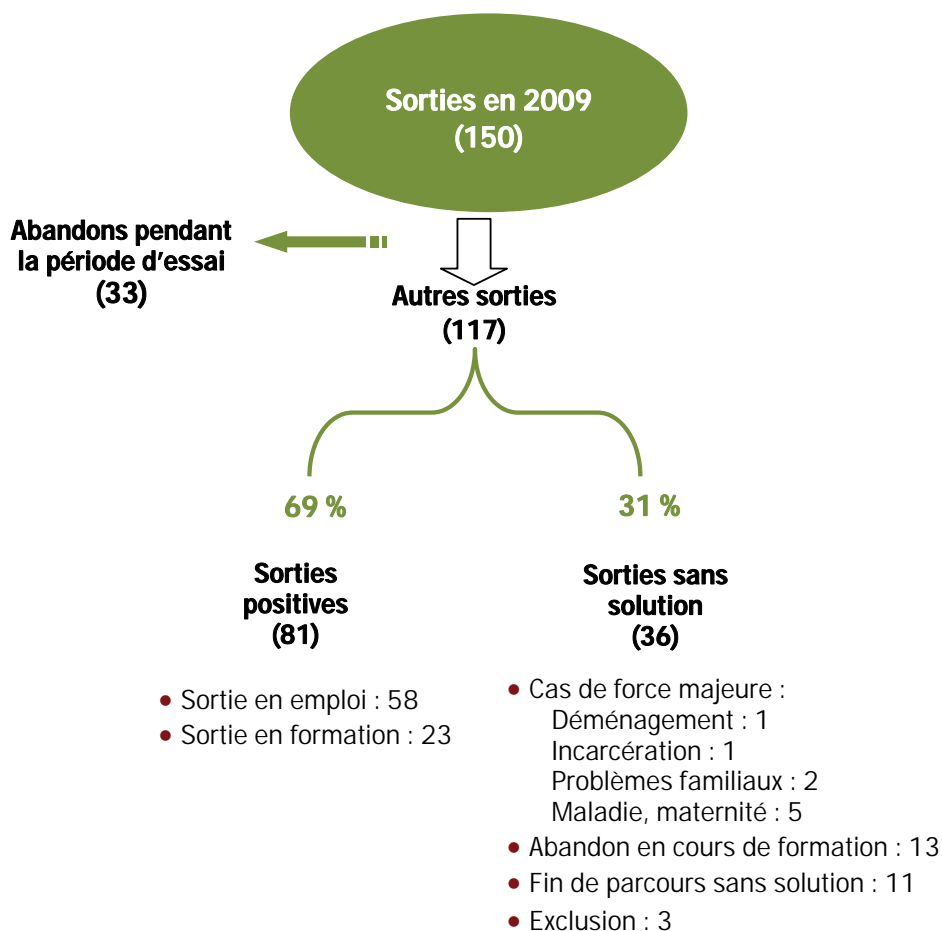 Sorties en 2009
(150)
Abandons pendant
la période d'essai
(33)
Autres sorties
(117)
69 %
31 %
Sorties
positives
(81)
Sorties sans
solution
(36)
• Sortie en emploi : 58
• Sortie en formation : 23
• Cas de force majeure :
Déménagement : 1
Incarcération : 1
Problèmes familiaux : 2
Maladie, maternité : 5
• Abandon en cours de formation : 13
• Fin de parcours sans solution : 11
• Exclusion : 3